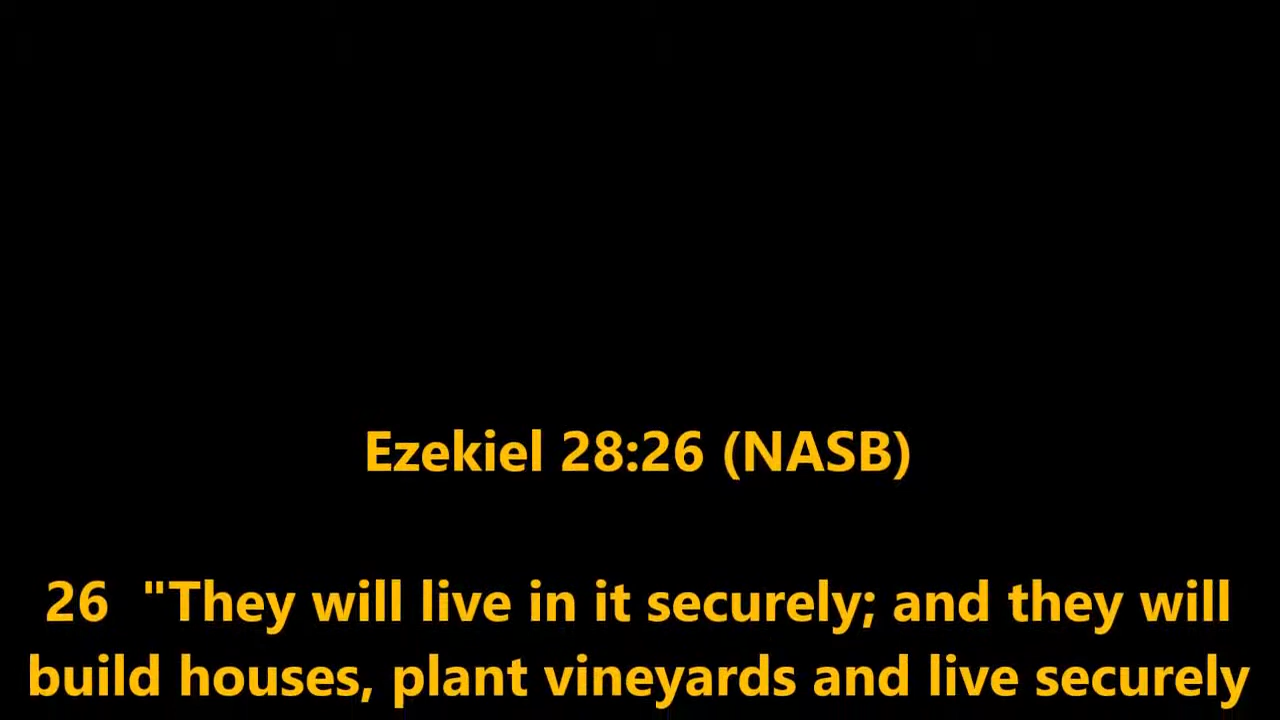 Ezekiel 28:26 (NASB)
26 "They will live in it securely; and they will
build houses, plant vineyards and live securely